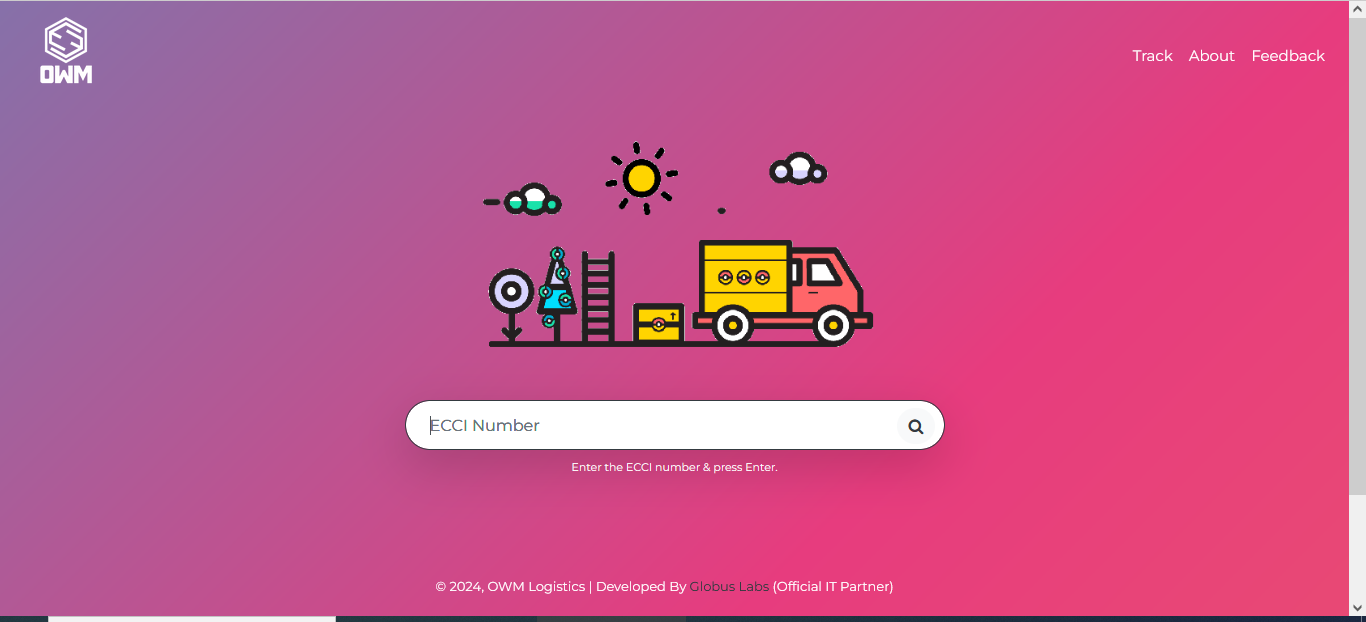 OWM
Track About Feedback
ECCI Number
Enter the ECCI number & press Enter.
© 2024, OWM Logistics | Developed By Globus Labs (Official IT Partner)